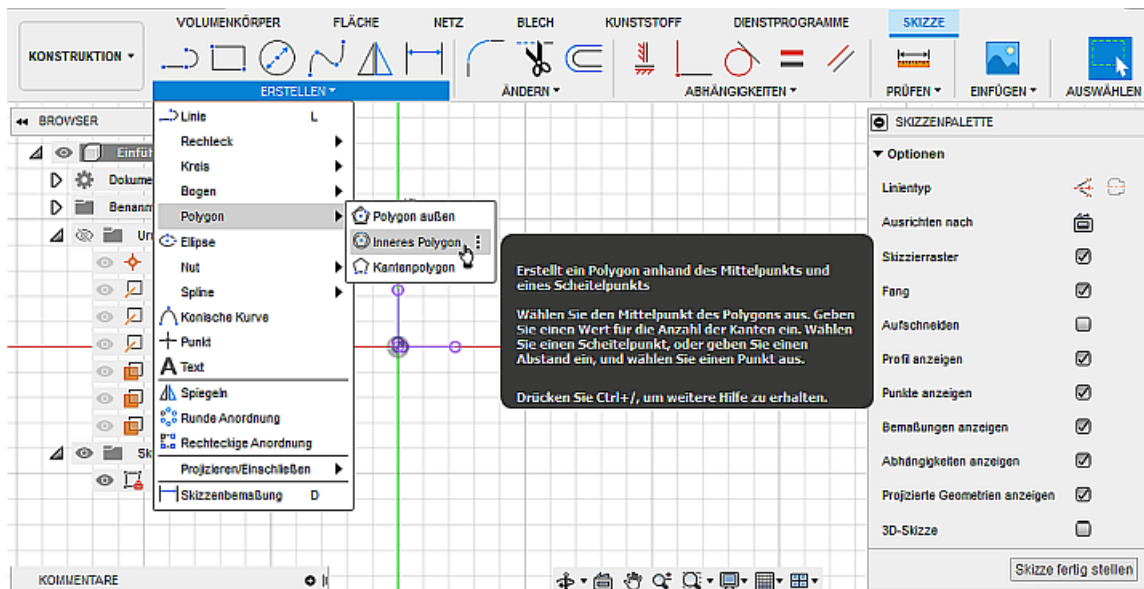 VOLUMENKÖRPER FLÄCHE NETZ BLECH KUNSTSTOFF DIENSTPROGRAMME SKIZZE
KONSTRUKTION
ERSTELLEN ÄNDERN ABHÄNGIGKEITEN PRÜFEN EINFÜGEN AUSWÄHLEN
BROWSER
Einfüh
Dokume
Benann
Ur
Sk
Linie L
Rechteck
Kreis
Bogen
Polygon
Ellipse
Nut
Spline
Konische Kurve
Punkt
A Text
Spiegeln
Runde Anordnung
Rechteckige Anordnung
Projizieren/Einschließen
Skizzenbemaßung D
Polygon außen
Inneres Polygon
Kantenpolygon
Erstellt ein Polygon anhand des Mittelpunkts und
eines Scheitelpunkts
Wählen Sie den Mittelpunkt des Polygons aus. Geben
Sie einen Wert für die Anzahl der Kanten ein. Wählen
Sie einen Scheitelpunkt, oder geben Sie einen
Abstand ein, und wählen Sie einen Punkt aus.
Drücken Sie Ctrl+/, um weitere Hilfe zu erhalten.
SKIZZENPALETTE
Optionen
Linientyp
Ausrichten nach
Skizzierraster
Fang
Aufschneiden
Profil anzeigen
Punkte anzeigen
Bemaßungen anzeigen
Abhängigkeiten anzeigen
Projizierte Geometrien anzeigen
3D-Skizze
Skizze fertig stellen
KOMMENTARE